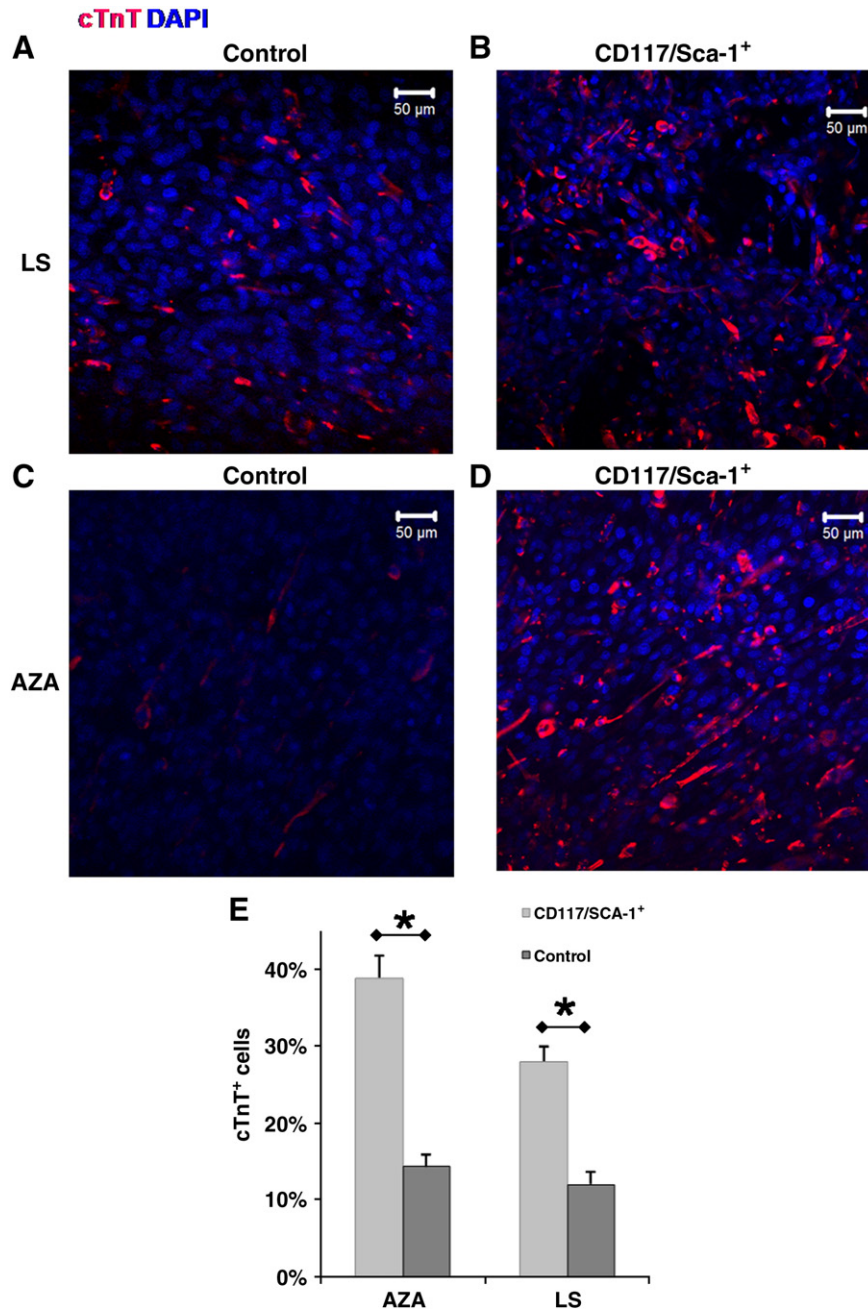 cTnT DAPI
A Control
B CD117/Sca-1⁺
50 µm
50 µm
LS
C Control
D CD117/Sca-1⁺
50 µm
50 µm
AZA
E
CD117/SCA-1⁺
Control
*
*
cTnT⁺ cells
40%
30%
20%
10%
0%
AZA LS